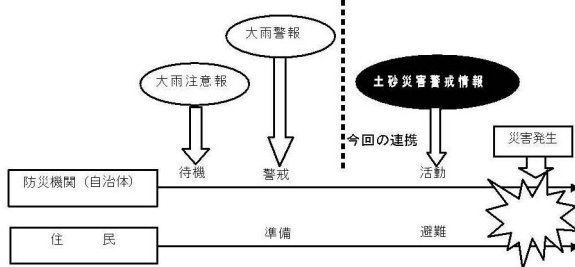 大雨警報
大雨注意報
土砂災害警戒情報
今回の連携
災害発生
待機
警戒
活動
防災機関（自治体）
準備
避難
住　　民